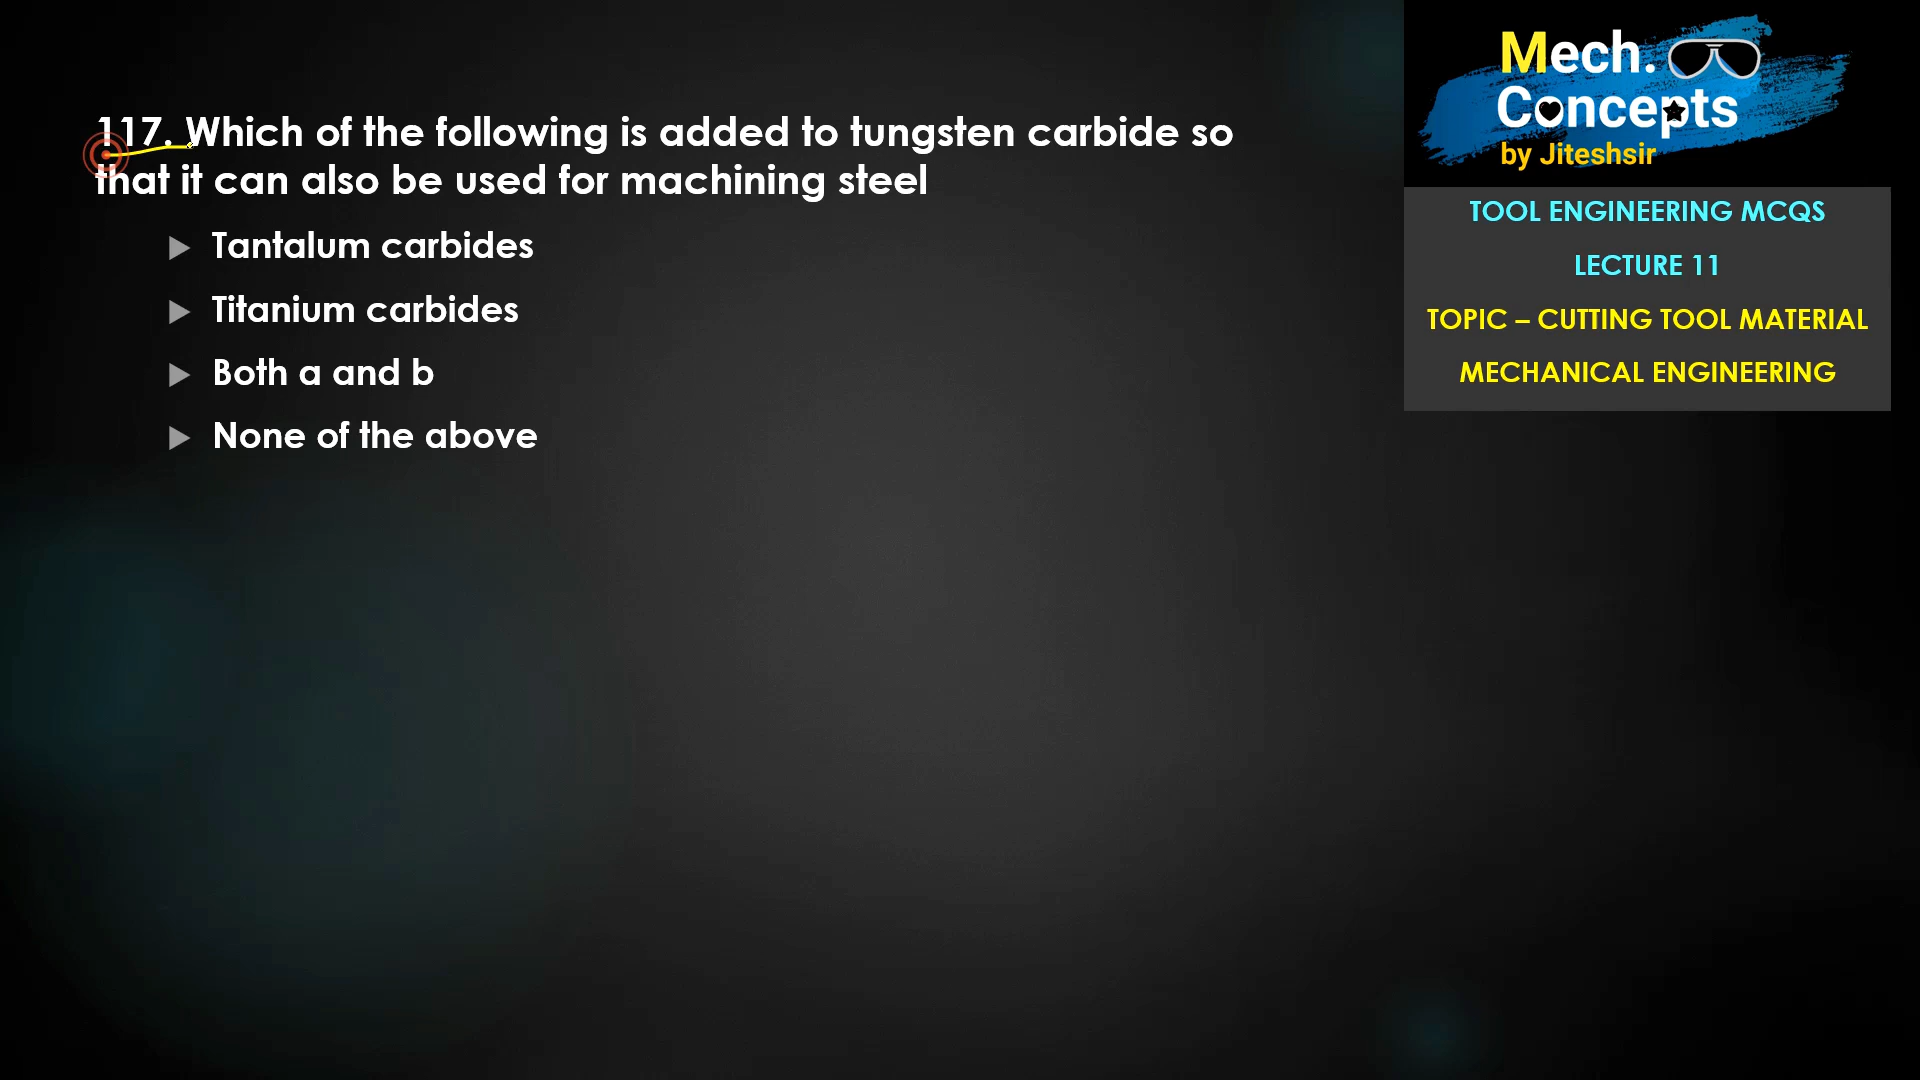 117. Which of the following is added to tungsten carbide so
that it can also be used for machining steel
Tantalum carbides
Titanium carbides
Both a and b
None of the above
Mech.
Concepts
by Jiteshsir
TOOL ENGINEERING MCQS
LECTURE 11
TOPIC – CUTTING TOOL MATERIAL
MECHANICAL ENGINEERING